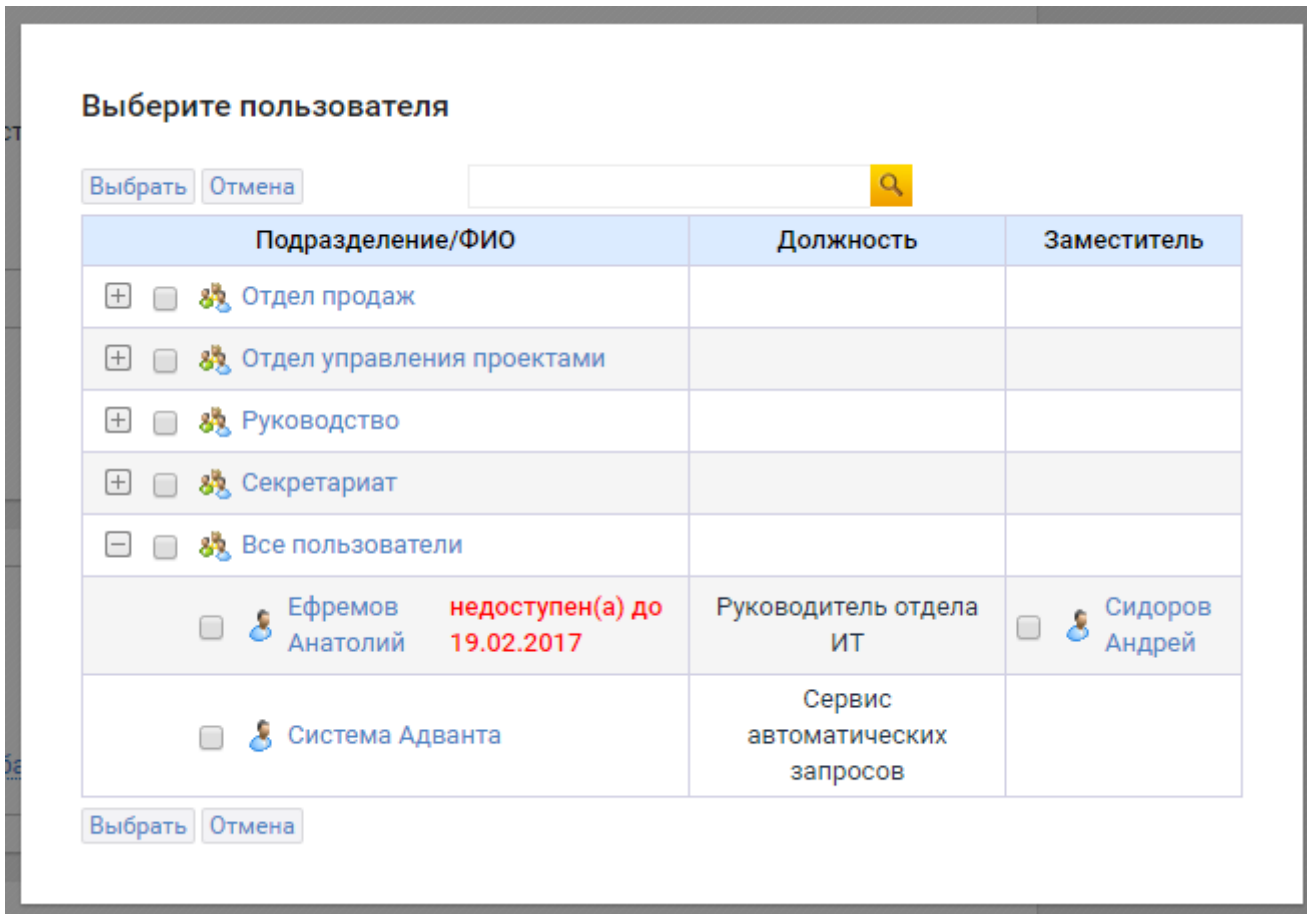 Выберите пользователя
Выбрать Отмена
Подразделение/ФИО Должность Заместитель
Отдел продаж
Отдел управления проектами
Руководство
Секретариат
Все пользователи
Ефремов недоступен(а) до Руководитель отдела Сидоров
Анатолий 19.02.2017 ИТ Андрей
Сервис
Система Адванта автоматических
запросов
Выбрать Отмена